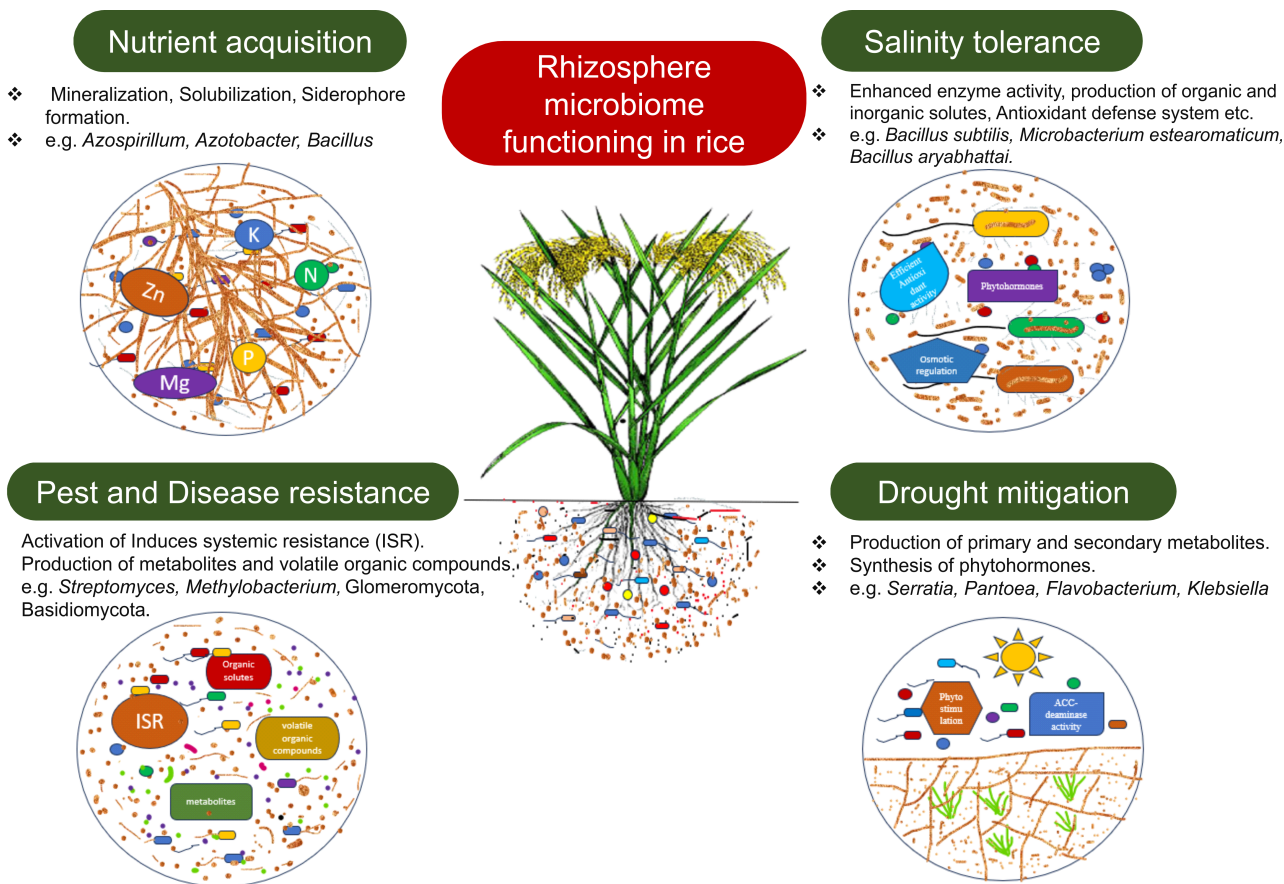 Nutrient acquisition
❖ Mineralization, Solubilization, Siderophore
formation.
❖ e.g. Azospirillum, Azotobacter, Bacillus
K
N
Zn
P
Mg
Rhizosphere
microbiome
functioning in rice
Salinity tolerance
❖ Enhanced enzyme activity, production of organic and
inorganic solutes, Antioxidant defense system etc.
❖ e.g. Bacillus subtilis, Microbacterium estearomaticum,
Bacillus aryabhattai.
Efficient
Antioxi
dant
activity
Phytohormones
Osmotic
regulation
Pest and Disease resistance
Activation of Induces systemic resistance (ISR).
Production of metabolites and volatile organic compounds.
e.g. Streptomyces, Methylobacterium, Glomeromycota,
Basidiomycota.
Organic
solutes
ISR
volatile
organic
compounds
metabolites
Drought mitigation
❖ Production of primary and secondary metabolites.
❖ Synthesis of phytohormones.
❖ e.g. Serratia, Pantoea, Flavobacterium, Klebsiella
Phyto
stimu
lation
ACC-
deaminase
activity